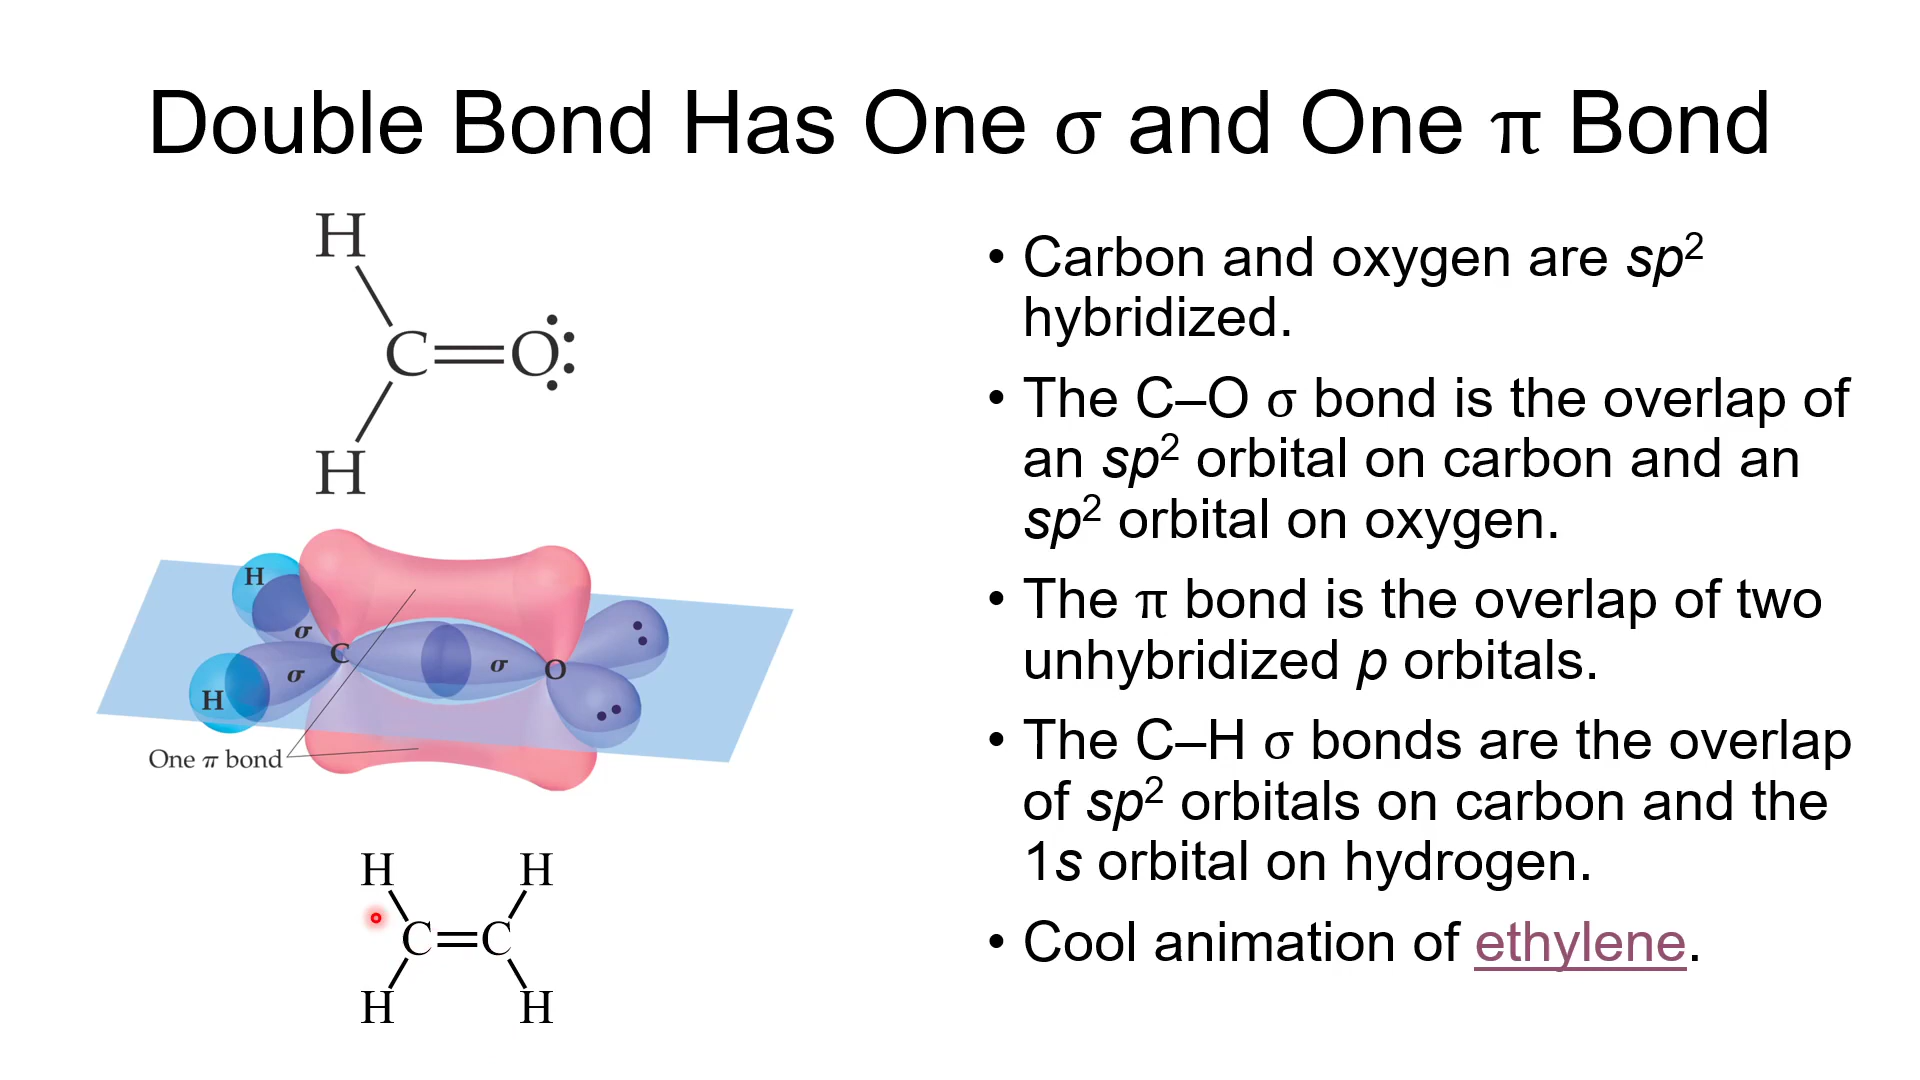 Double Bond Has One σ and One π Bond
H
C=O
H
H
σ
C
σ
σ
O
H
One π bond
H H
C=C
H H
• Carbon and oxygen are sp²
hybridized.
• The C–O σ bond is the overlap of
an sp² orbital on carbon and an
sp² orbital on oxygen.
• The π bond is the overlap of two
unhybridized p orbitals.
• The C–H σ bonds are the overlap
of sp² orbitals on carbon and the
1s orbital on hydrogen.
• Cool animation of ethylene.